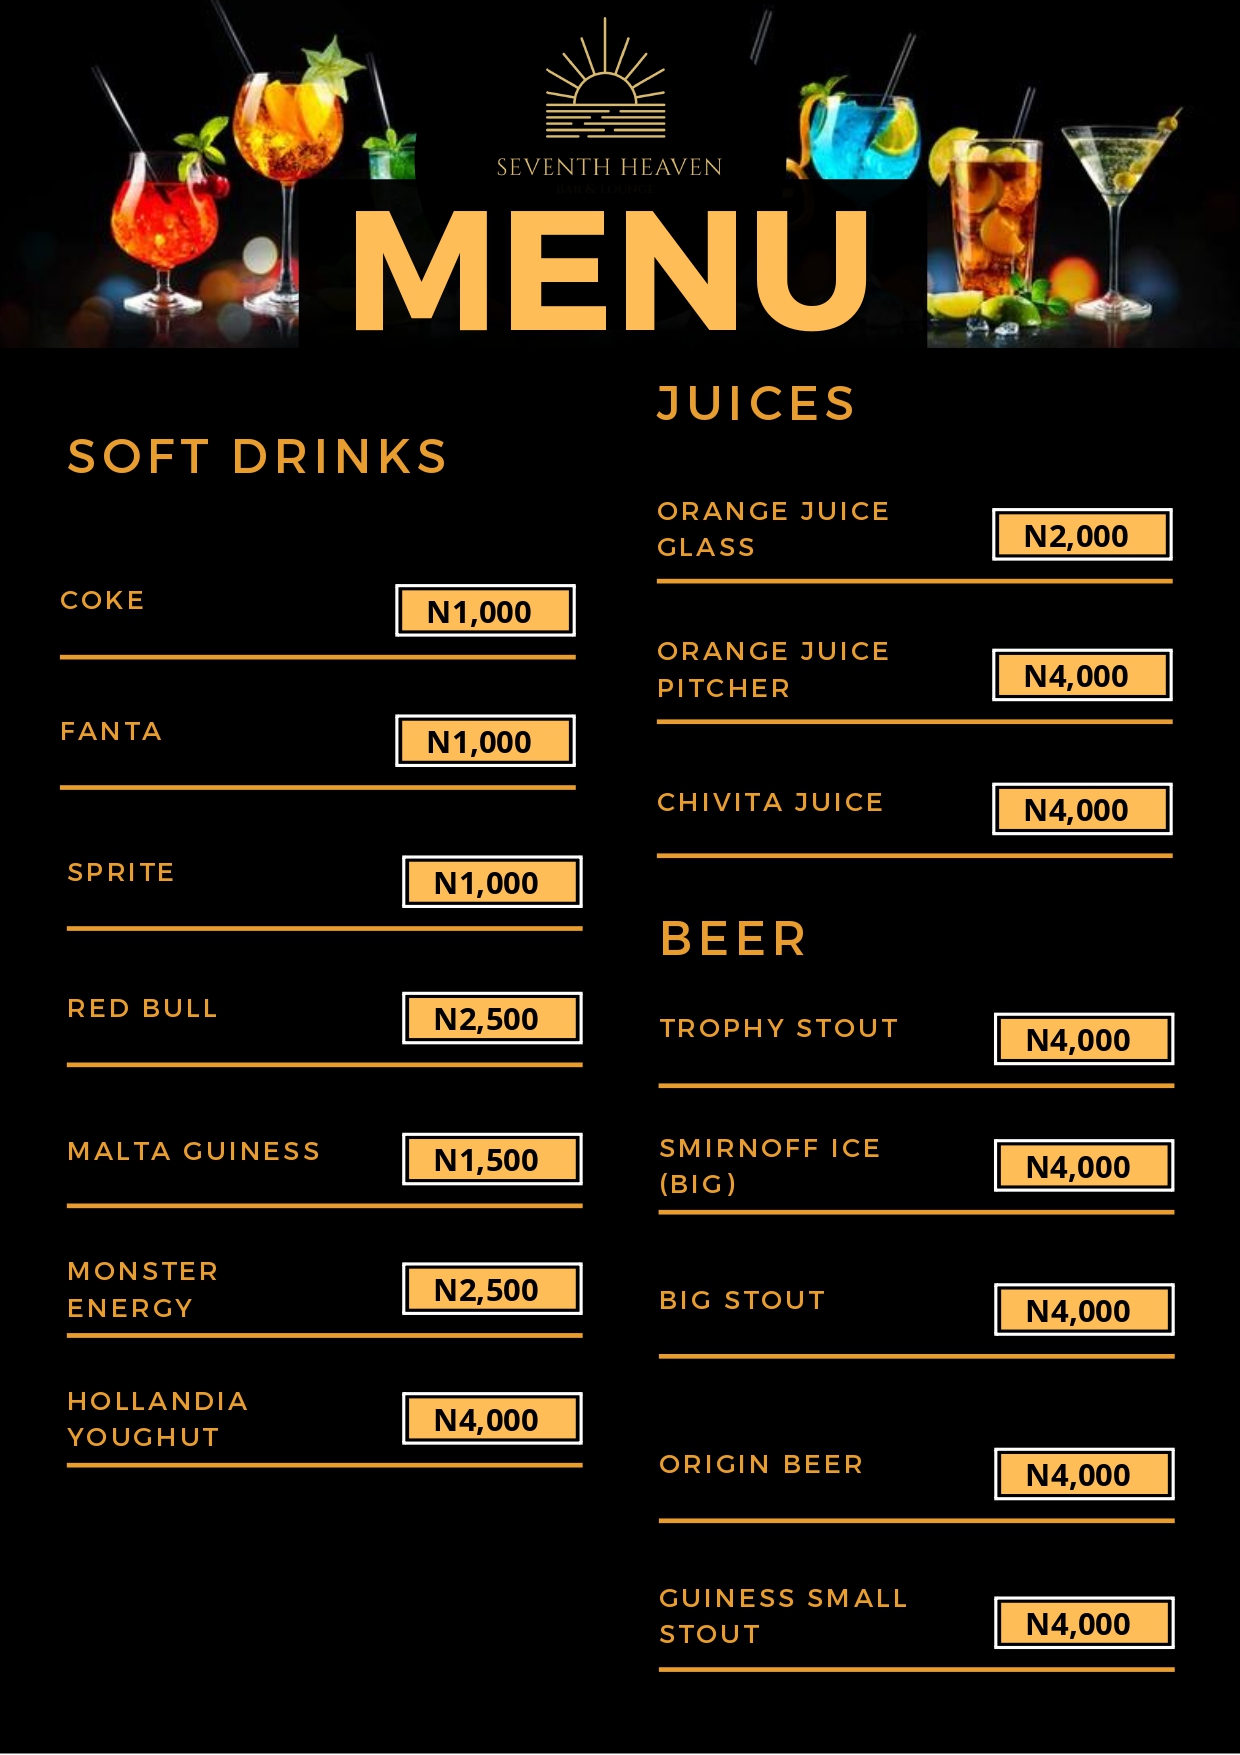 SEVENTH HEAVEN
BAR & LOUNGE
MENU
SOFT DRINKS
COKE
N1,000
FANTA
N1,000
SPRITE
N1,000
RED BULL
N2,500
MALTA GUINESS
N1,500
MONSTER
ENERGY
N2,500
HOLLANDIA
YOUGHUT
N4,000
JUICES
ORANGE JUICE
GLASS
N2,000
ORANGE JUICE
PITCHER
N4,000
CHIVITA JUICE
N4,000
BEER
TROPHY STOUT
N4,000
SMIRNOFF ICE
(BIG)
N4,000
BIG STOUT
N4,000
ORIGIN BEER
N4,000
GUINESS SMALL
STOUT
N4,000